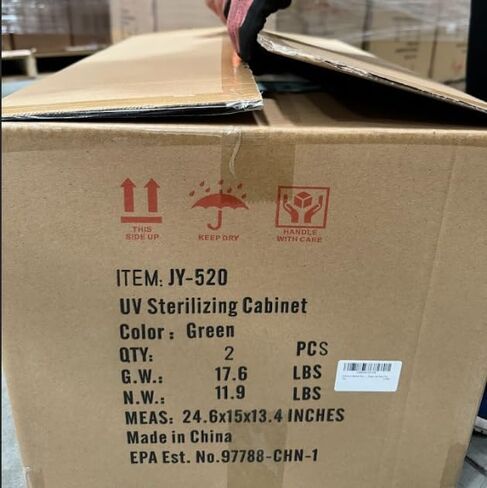 THIS
SIDE UP
KEEP DRY
HANDLE
WITH CARE
ITEM: JY-520
UV Sterilizing Cabinet
Color : Green
QTY: 2 PCS
G.W.: 17.6 LBS
N.W.: 11.9 LBS
MEAS: 24.6x15x13.4 INCHES
Made in China
EPA Est. No.97788-CHN-1